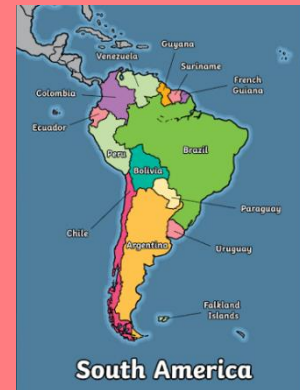 Guyana
Venezuela
Suriname
French
Guiana
Colombia
Ecuador
Peru
Brazil
Bolivia
Paraguay
Chile
Argentina
Uruguay
Falkland
Islands
South America